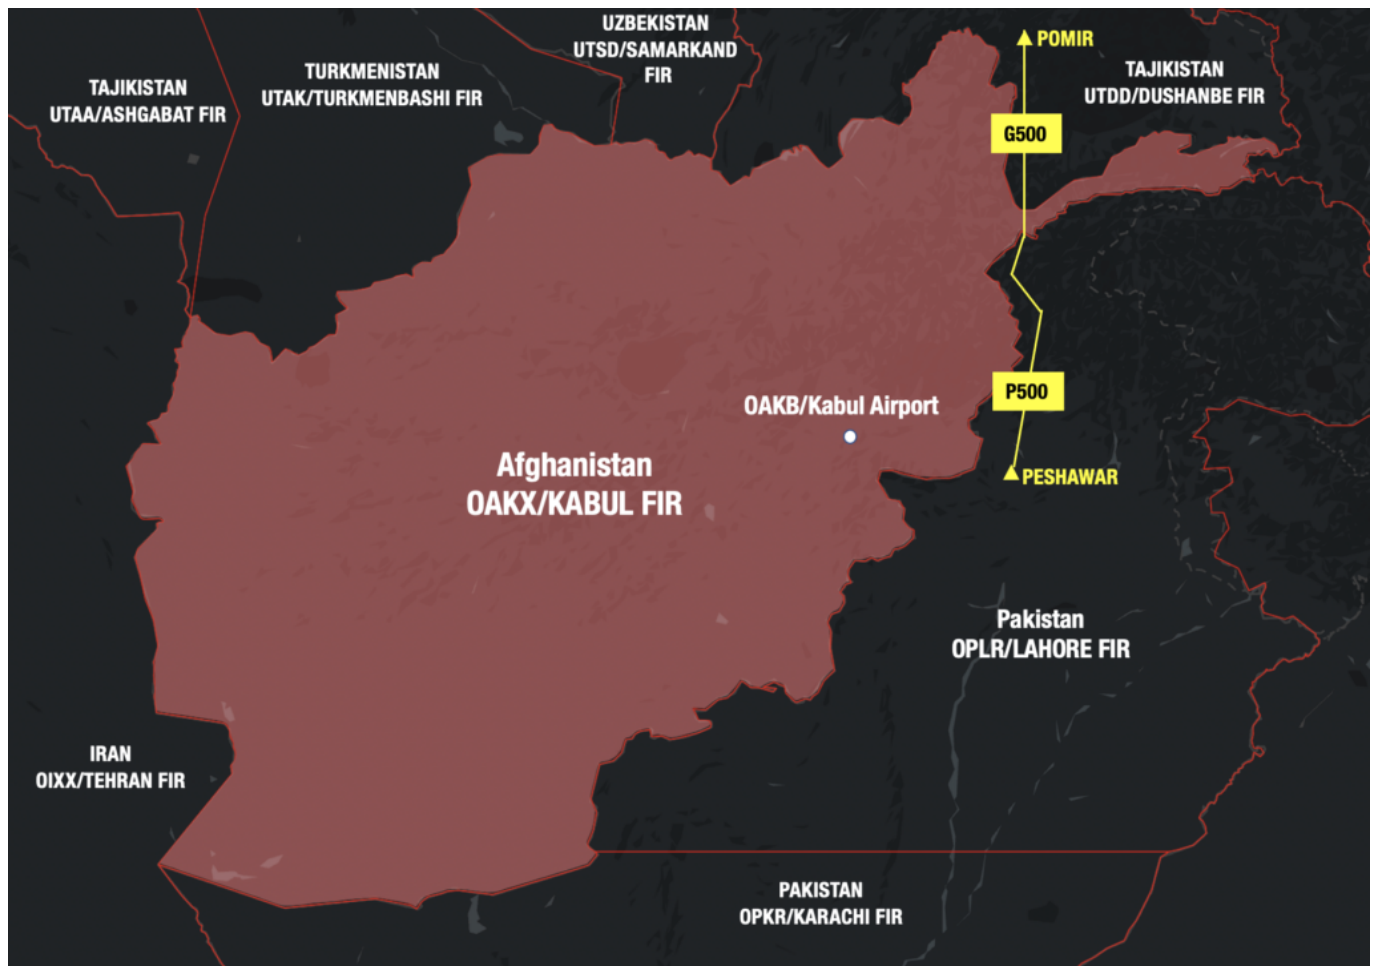 UZBEKISTAN
UTSD/SAMARKAND
FIR
POMIR
TAJIKISTAN
UTAA/ASHGABAT FIR
TURKMENISTAN
UTAK/TURKMENBASHI FIR
TAJIKISTAN
UTDD/DUSHANBE FIR
G500
P500
OAKB/Kabul Airport
PESHAWAR
Afghanistan
OAKX/KABUL FIR
Pakistan
OPLR/LAHORE FIR
IRAN
OIXX/TEHRAN FIR
PAKISTAN
OPKR/KARACHI FIR